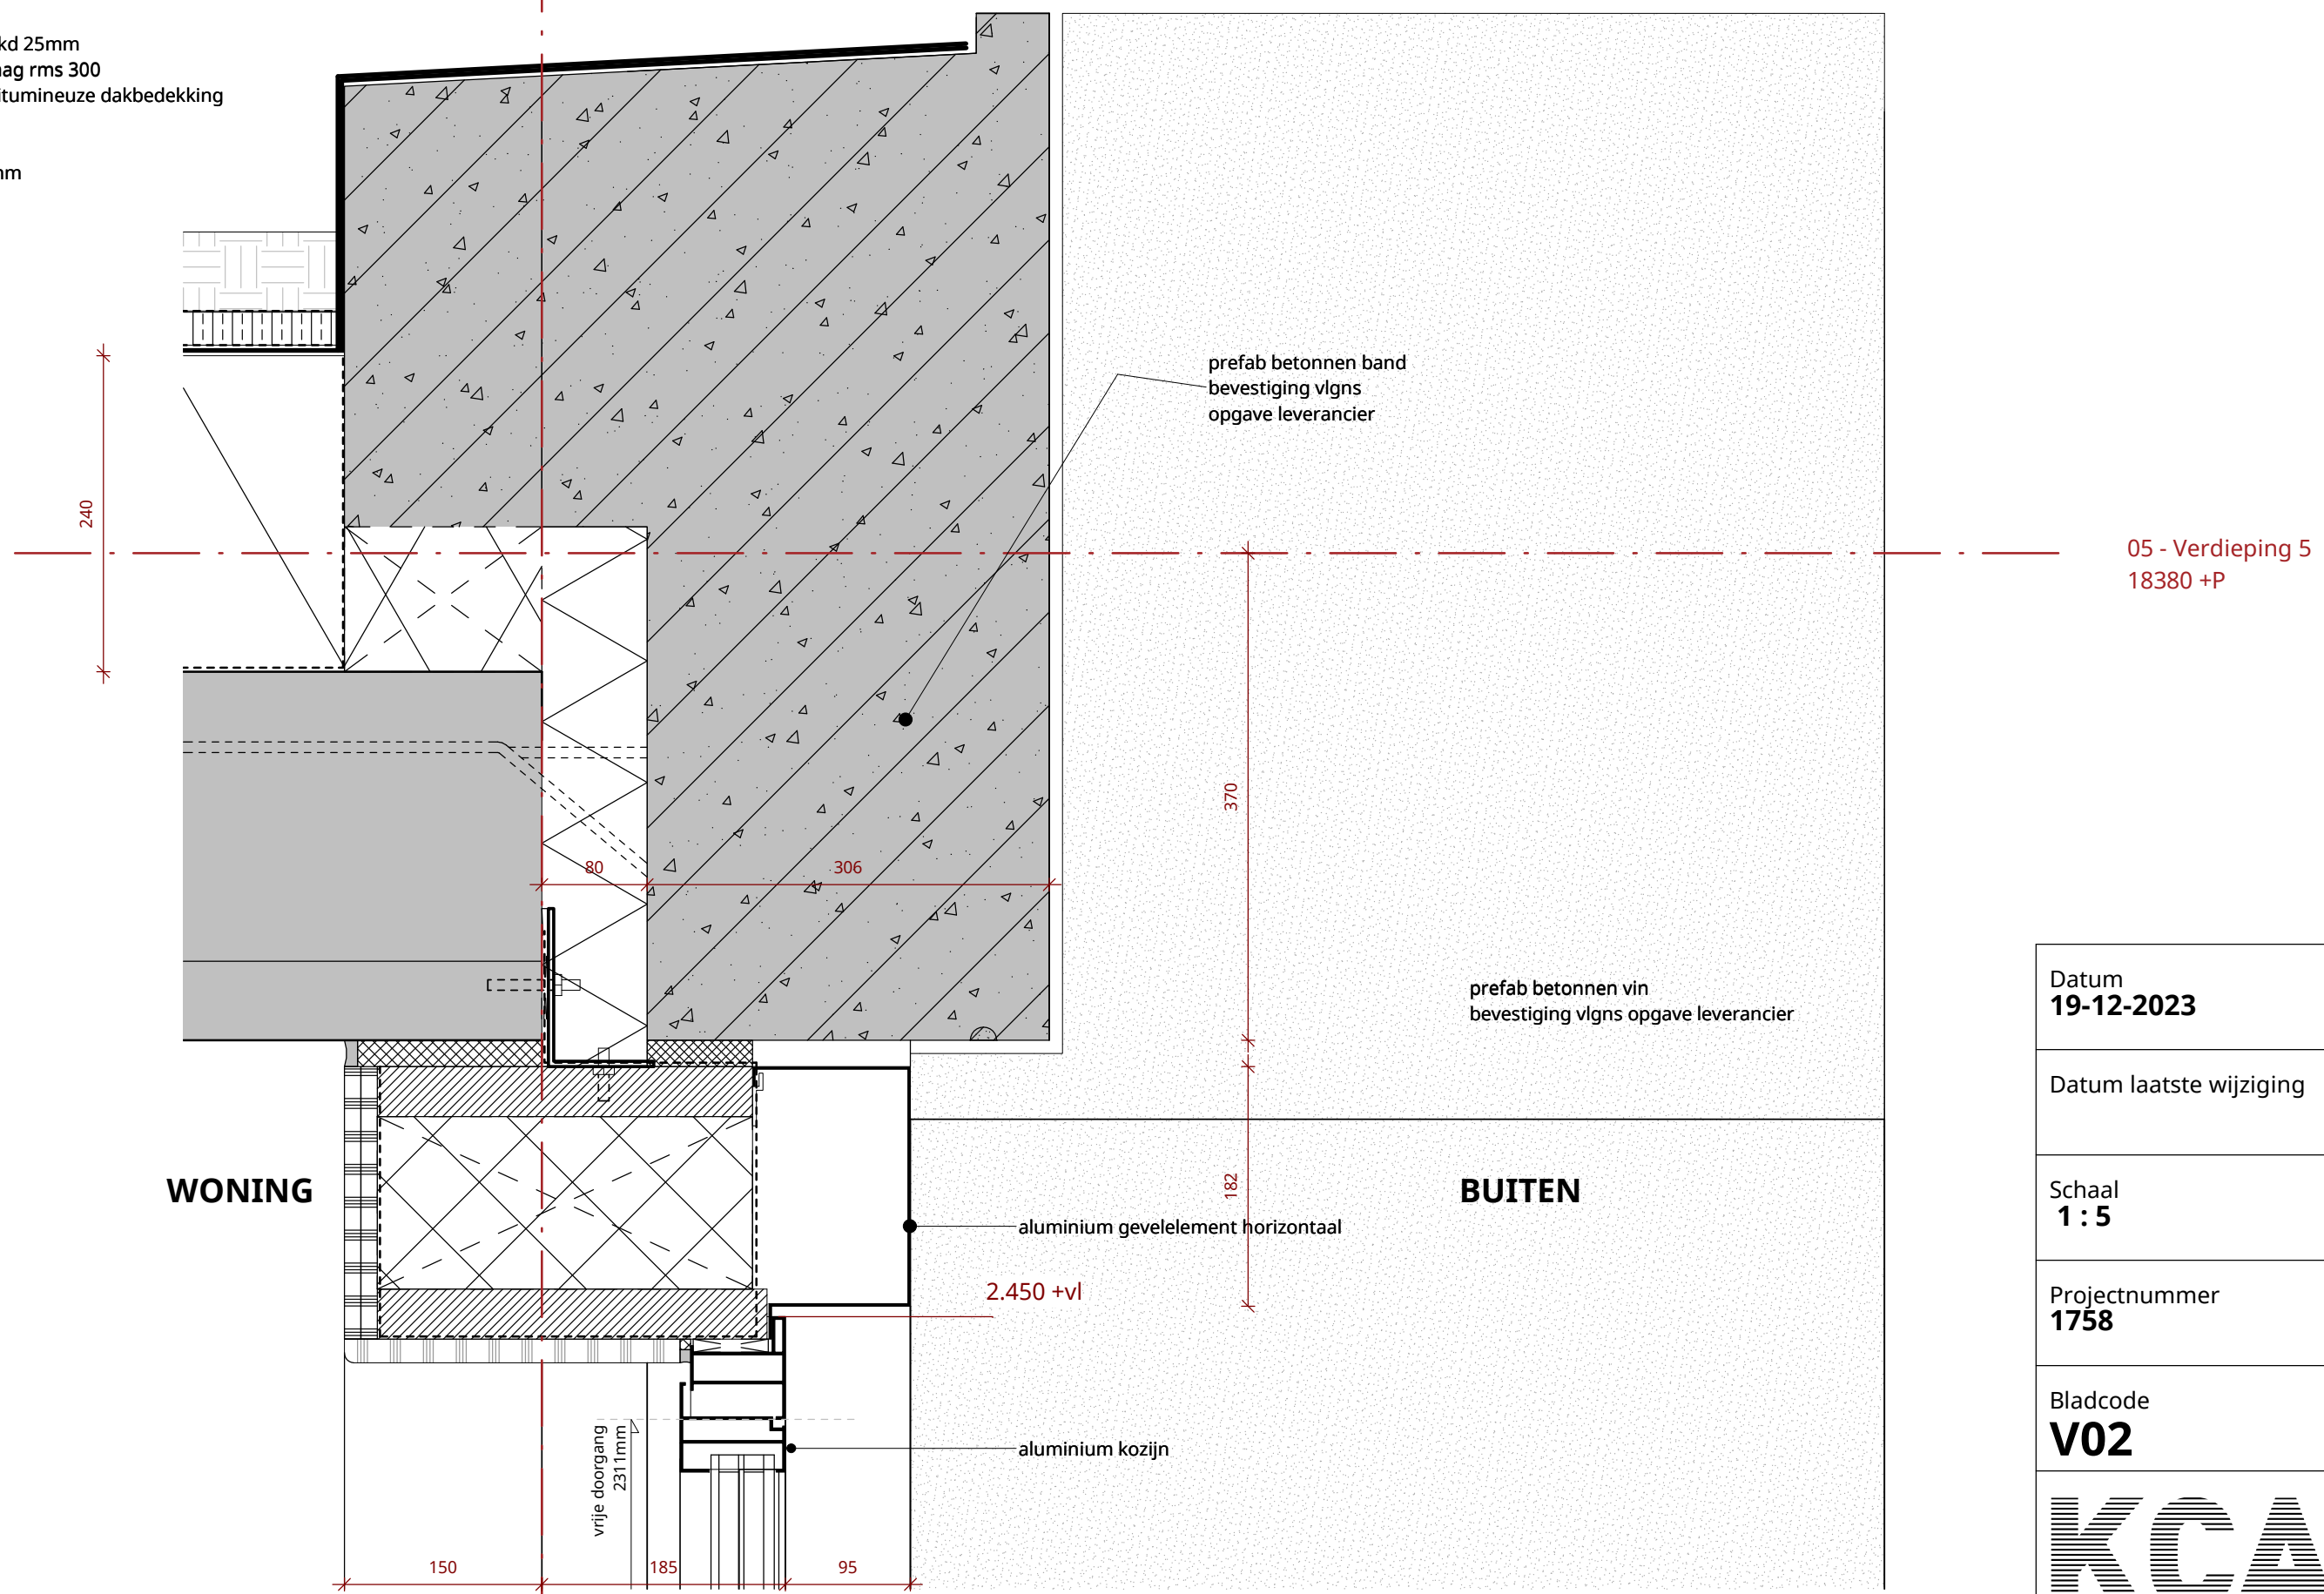 25mm
rms 300
dakbedekking
240
prefab betonnen band
bevestiging vlgns
opgave leverancier
05 - Verdieping 5
18380 +P
370
80
306
prefab betonnen vin
bevestiging vlgns opgave leverancier
WONING
BUITEN
182
aluminium gevelelement horizontaal
2.450 +vl
aluminium kozijn
vrije doorgang
2311mm
150
185
95
Datum
19-12-2023
Datum laatste wijziging
Schaal
1 : 5
Projectnummer
1758
Bladcode
V02
KCA